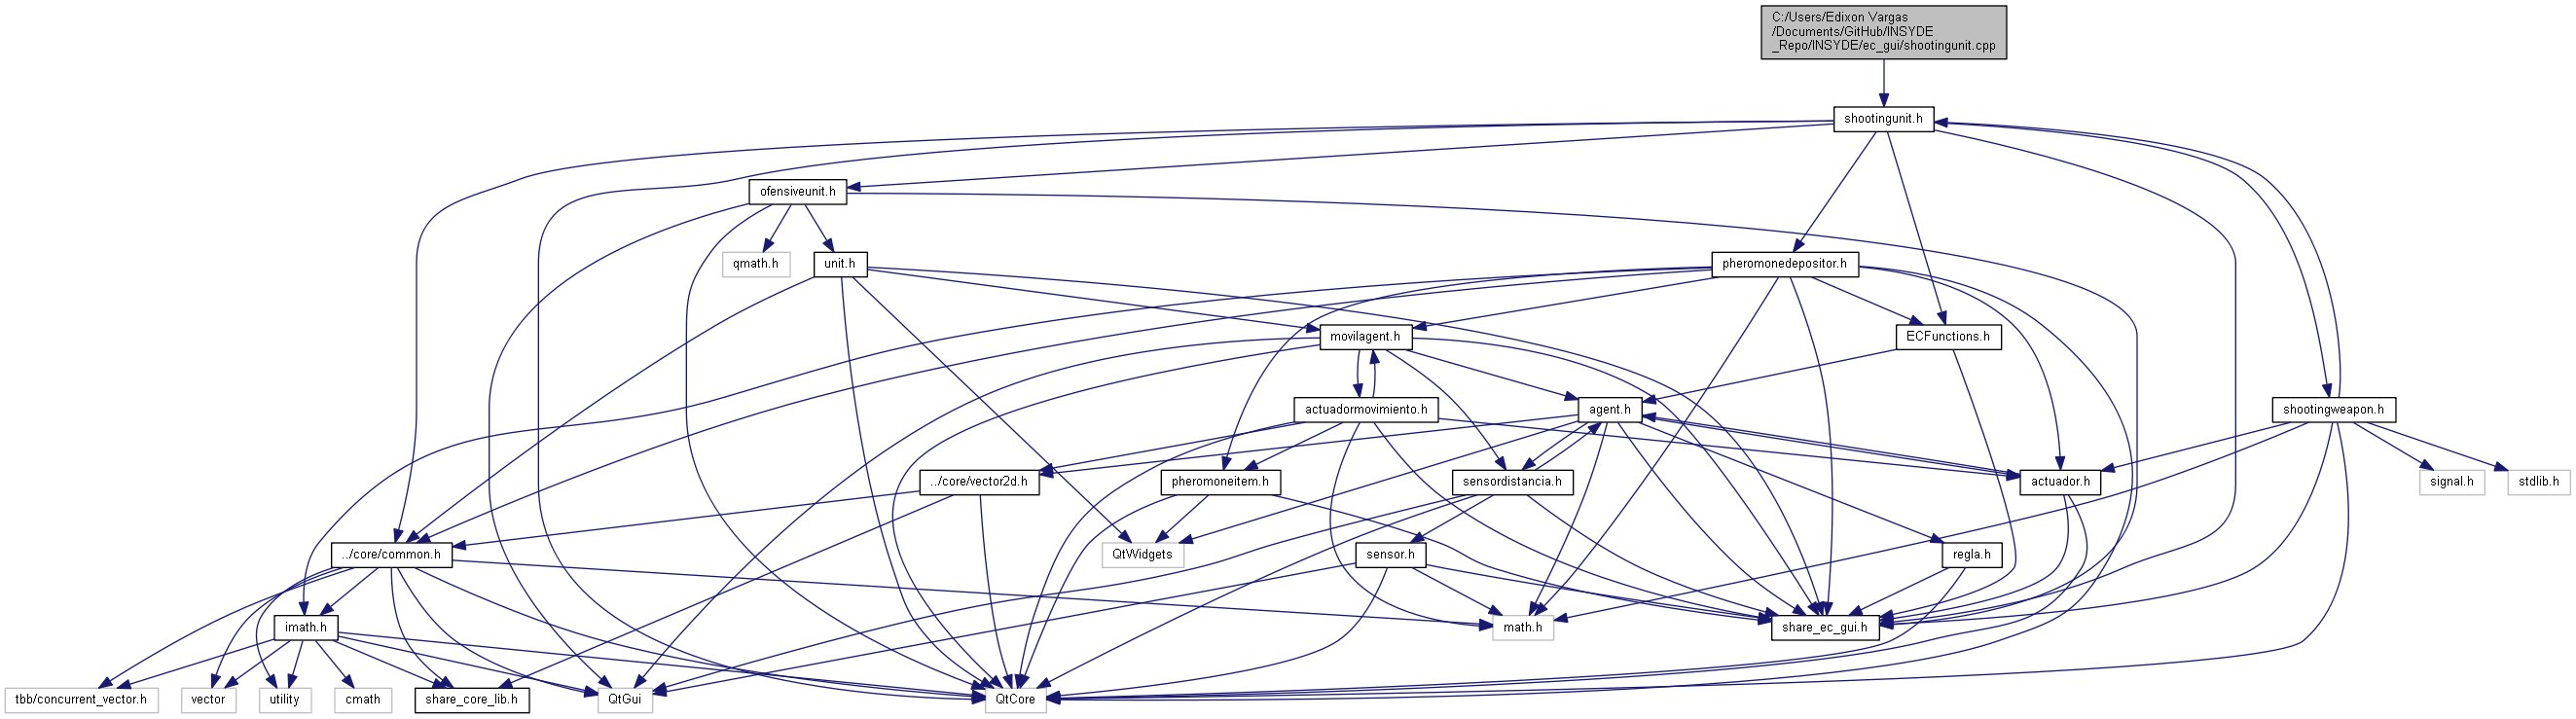 C:/Users/Edixon Vargas
/Documents/GitHub/INSYDE
_Repo/INSYDE/ec_gui/shootingunit.cpp
shootingunit.h
ofensiveunit.h
qmath.h
unit.h
pheromonedepositor.h
movilagent.h
ECFunctions.h
actuadormovimiento.h
agent.h
shootingweapon.h
../core/vector2d.h
pheromoneitem.h
sensordistancia.h
actuador.h
signal.h
stdlib.h
../core/common.h
QtWidgets
sensor.h
regla.h
imath.h
math.h
share_ec_gui.h
tbb/concurrent_vector.h
vector
utility
cmath
share_core_lib.h
QtGui
QtCore